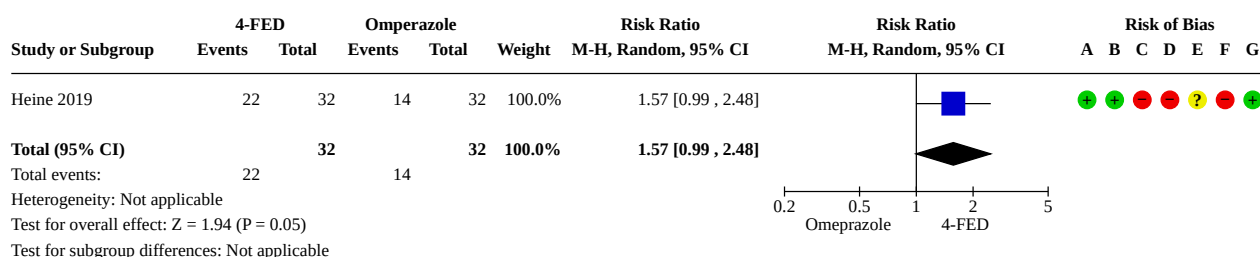 4-FED Omperazole Risk Ratio Risk Ratio Risk of Bias
Study or Subgroup Events Total Events Total Weight M-H, Random, 95% CI M-H, Random, 95% CI A B C D E F G
Heine 2019 22 32 14 32 100.0% 1.57 [0.99 , 2.48] + + − − ? − +
Total (95% CI) 32 32 100.0% 1.57 [0.99 , 2.48]
Total events: 22 14
Heterogeneity: Not applicable
0.2 0.5 1 2 5
Test for overall effect: Z = 1.94 (P = 0.05)
Omeprazole 4-FED
Test for subgroup differences: Not applicable